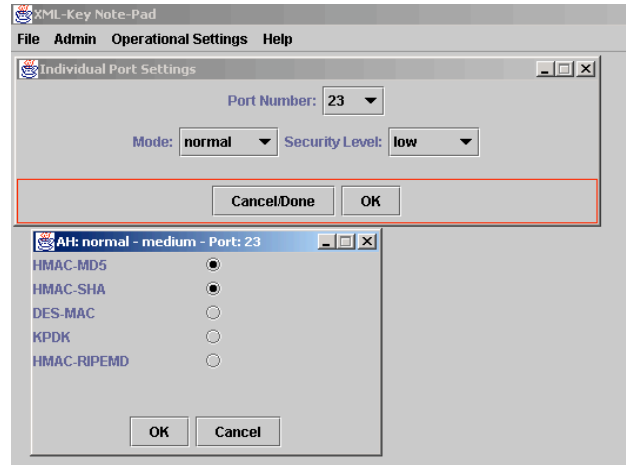 XML-Key Note-Pad
File Admin Operational Settings Help
Individual Port Settings
Port Number: 23
Mode: normal Security Level: low
Cancel/Done OK
AH: normal - medium - Port: 23
HMAC-MD5
HMAC-SHA
DES-MAC
KPDK
HMAC-RIPEMD
OK Cancel